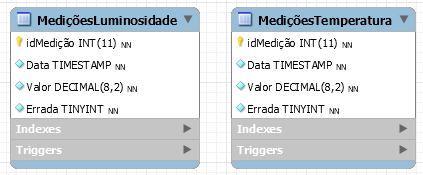 MediçõesLuminosidade
idMedição INT(11) NN
Data TIMESTAMP NN
Valor DECIMAL(8,2) NN
Errada TINYINT NN
Indexes
Triggers
MediçõesTemperatura
idMedição INT(11) NN
Data TIMESTAMP NN
Valor DECIMAL(8,2) NN
Errada TINYINT NN
Indexes
Triggers